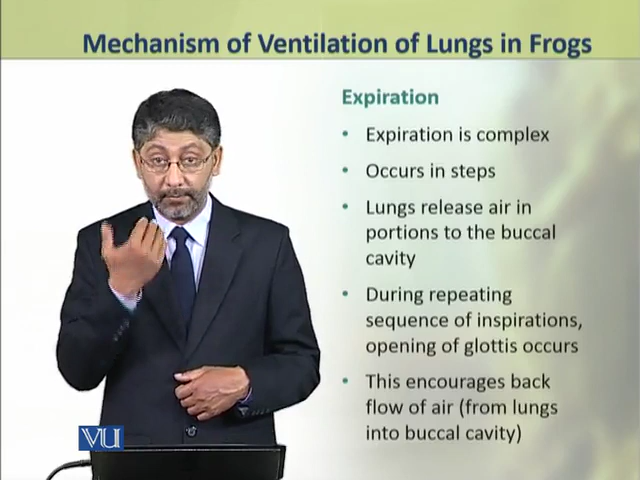 Mechanism of Ventilation of Lungs in Frogs
Expiration
• Expiration is complex
• Occurs in steps
• Lungs release air in
portions to the buccal
cavity
• During repeating
sequence of inspirations,
opening of glottis occurs
• This encourages back
flow of air (from lungs
into buccal cavity)
VU